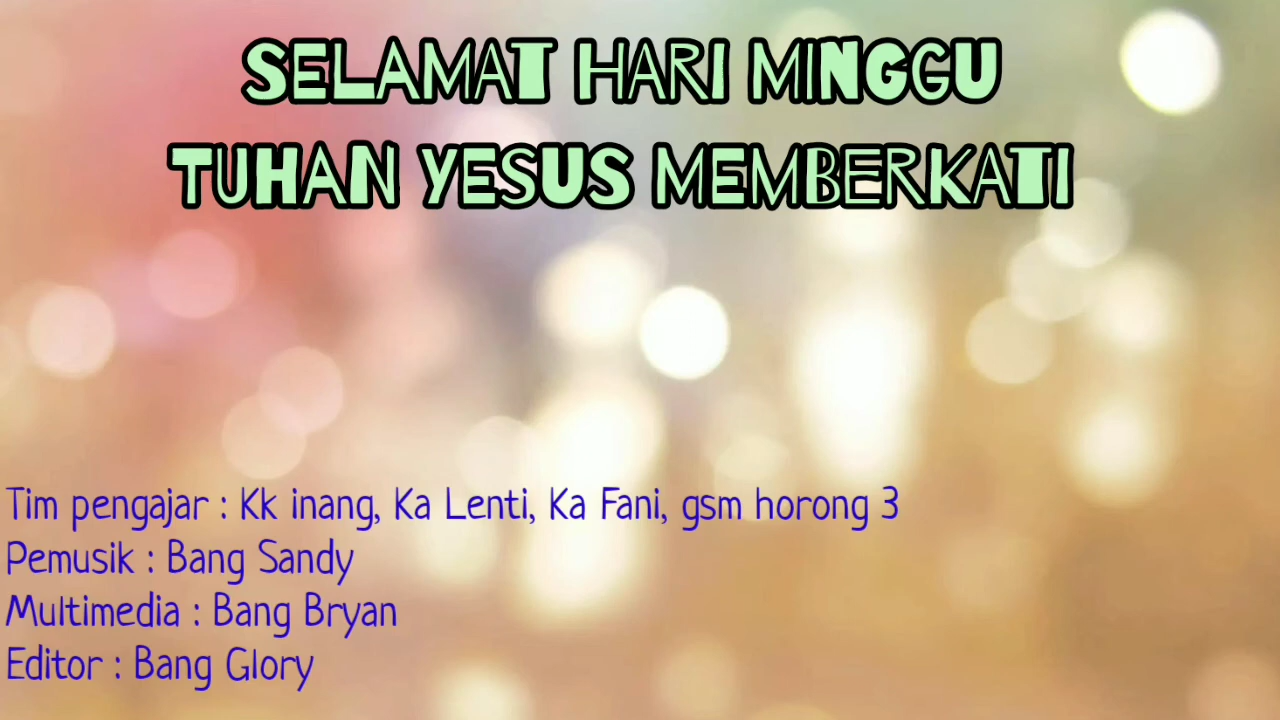 SELAMAT HARI MINGGU
TUHAN YESUS MEMBERKATI
Tim pengajar : Kk inang, Ka Lenti, Ka Fani, gsm horong 3
Pemusik : Bang Sandy
Multimedia : Bang Bryan
Editor : Bang Glory